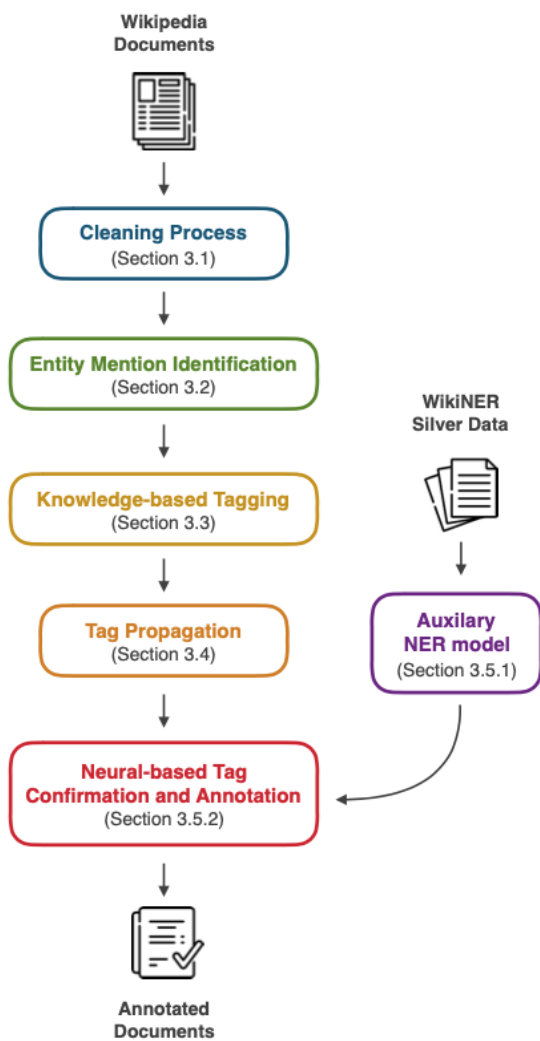 Wikipedia
Documents
Cleaning Process
(Section 3.1)
Entity Mention Identification
(Section 3.2)
Knowledge-based Tagging
(Section 3.3)
Tag Propagation
(Section 3.4)
WikiNER
Silver Data
Auxilary
NER model
(Section 3.5.1)
Neural-based Tag
Confirmation and Annotation
(Section 3.5.2)
Annotated
Documents